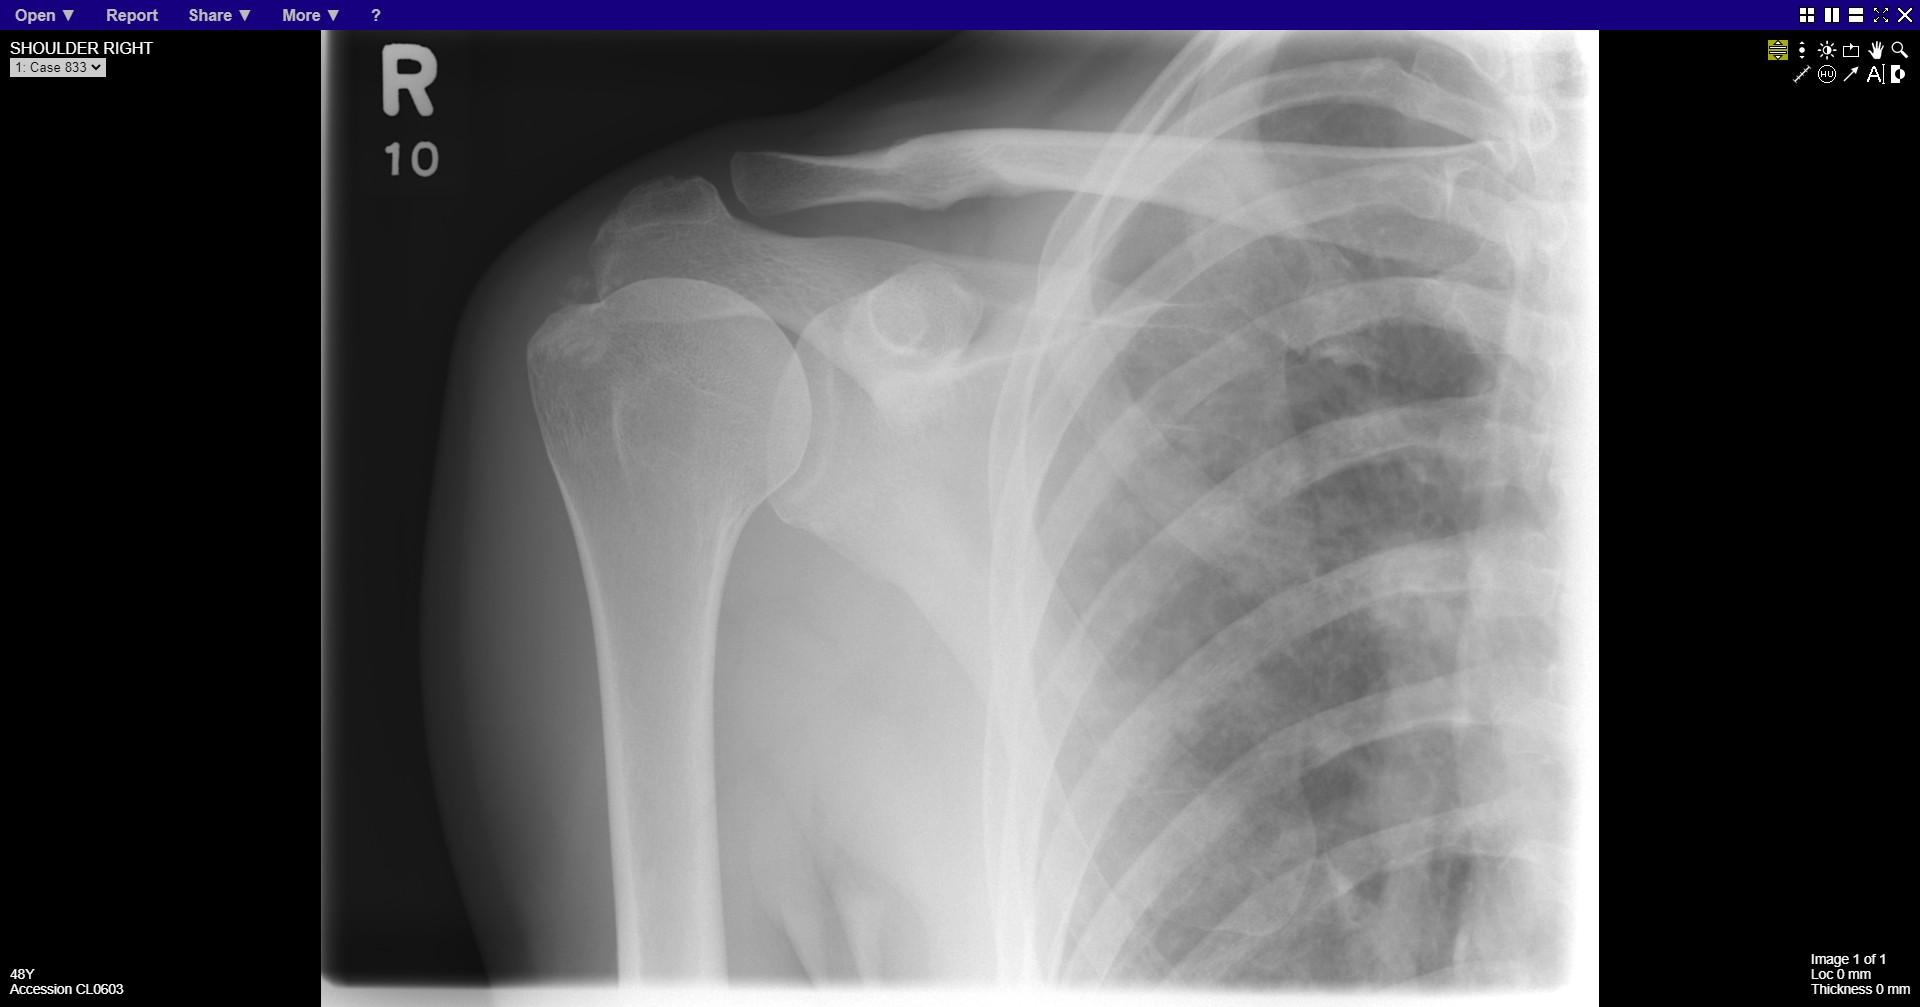 Open ▼ Report Share ▼ More ▼ ?
SHOULDER RIGHT
1: Case 833
HU
A
R
10
48Y
Accession CL0603
Image 1 of 1
Loc 0 mm
Thickness 0 mm